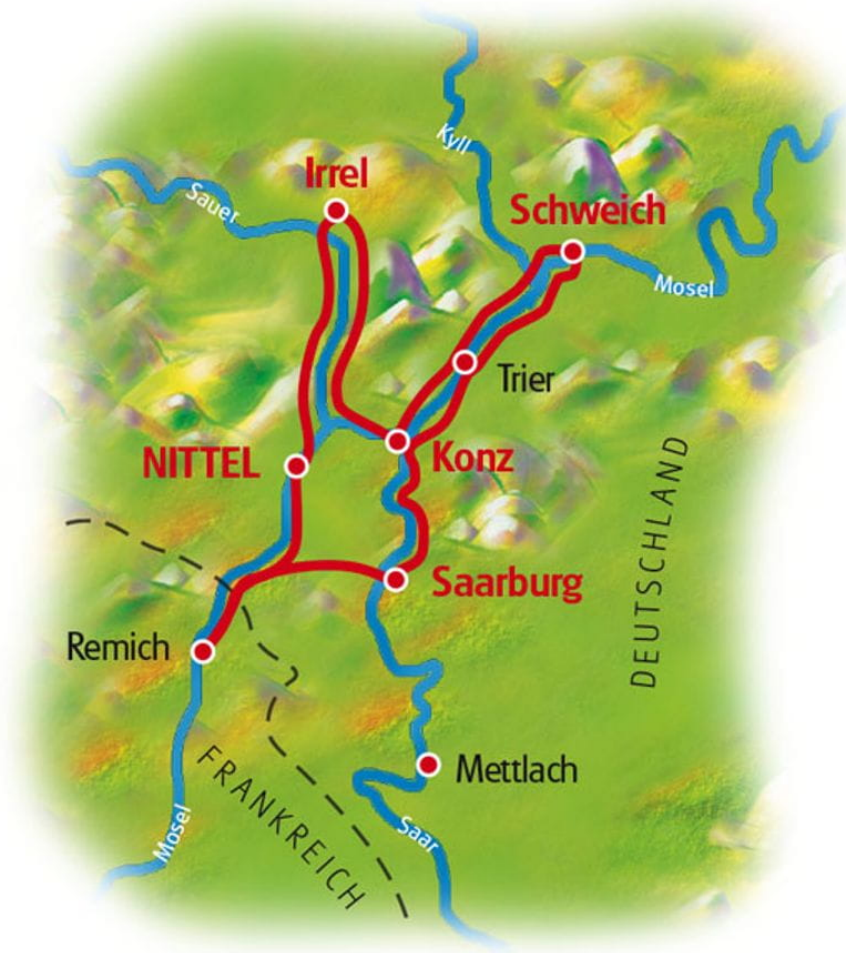 Kyll
Irrel
Sauer
Schweich
Mosel
Trier
NITTEL
Konz
DEUTSCHLAND
Saarburg
Remich
Mettlach
FRANKREICH
Mosel
Saar